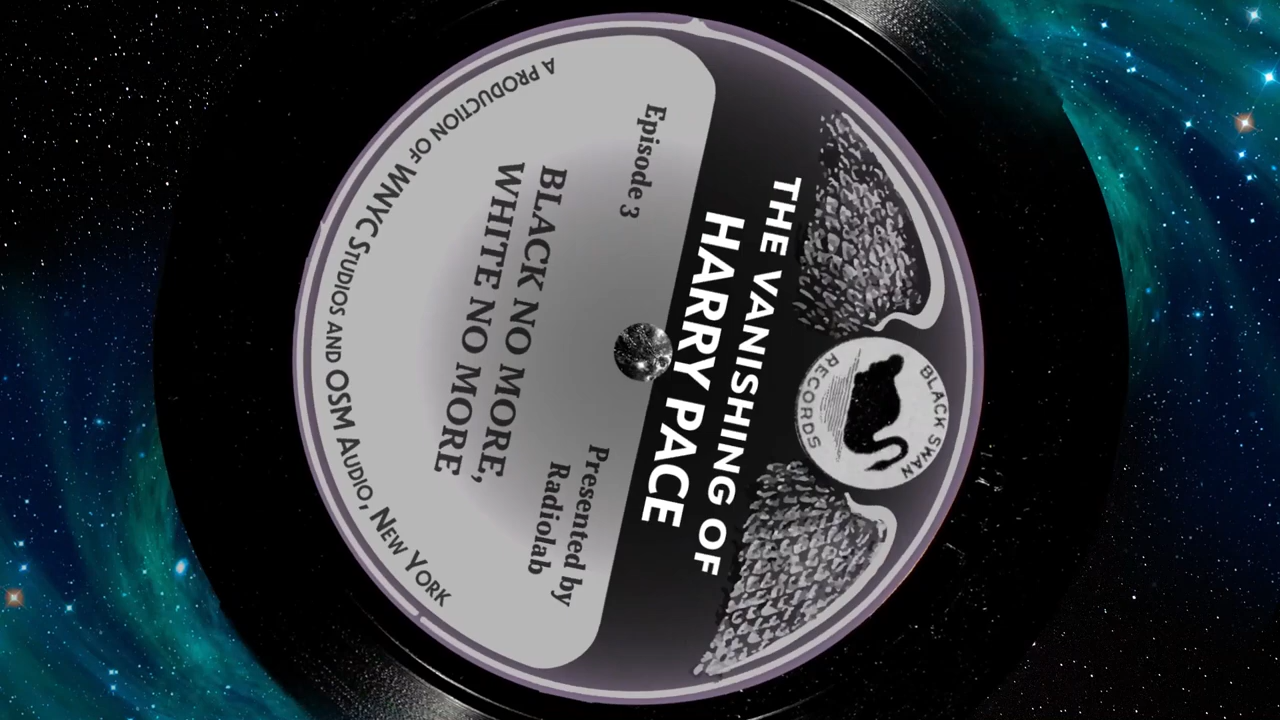 BLACK SWAN
RECORDS
THE VANISHING OF
HARRY PACE
Episode 3
Presented by
Radiolab
BLACK NO MORE,
WHITE NO MORE
A PRODUCTION OF WNYC STUDIOS AND OSM AUDIO, NEW YORK